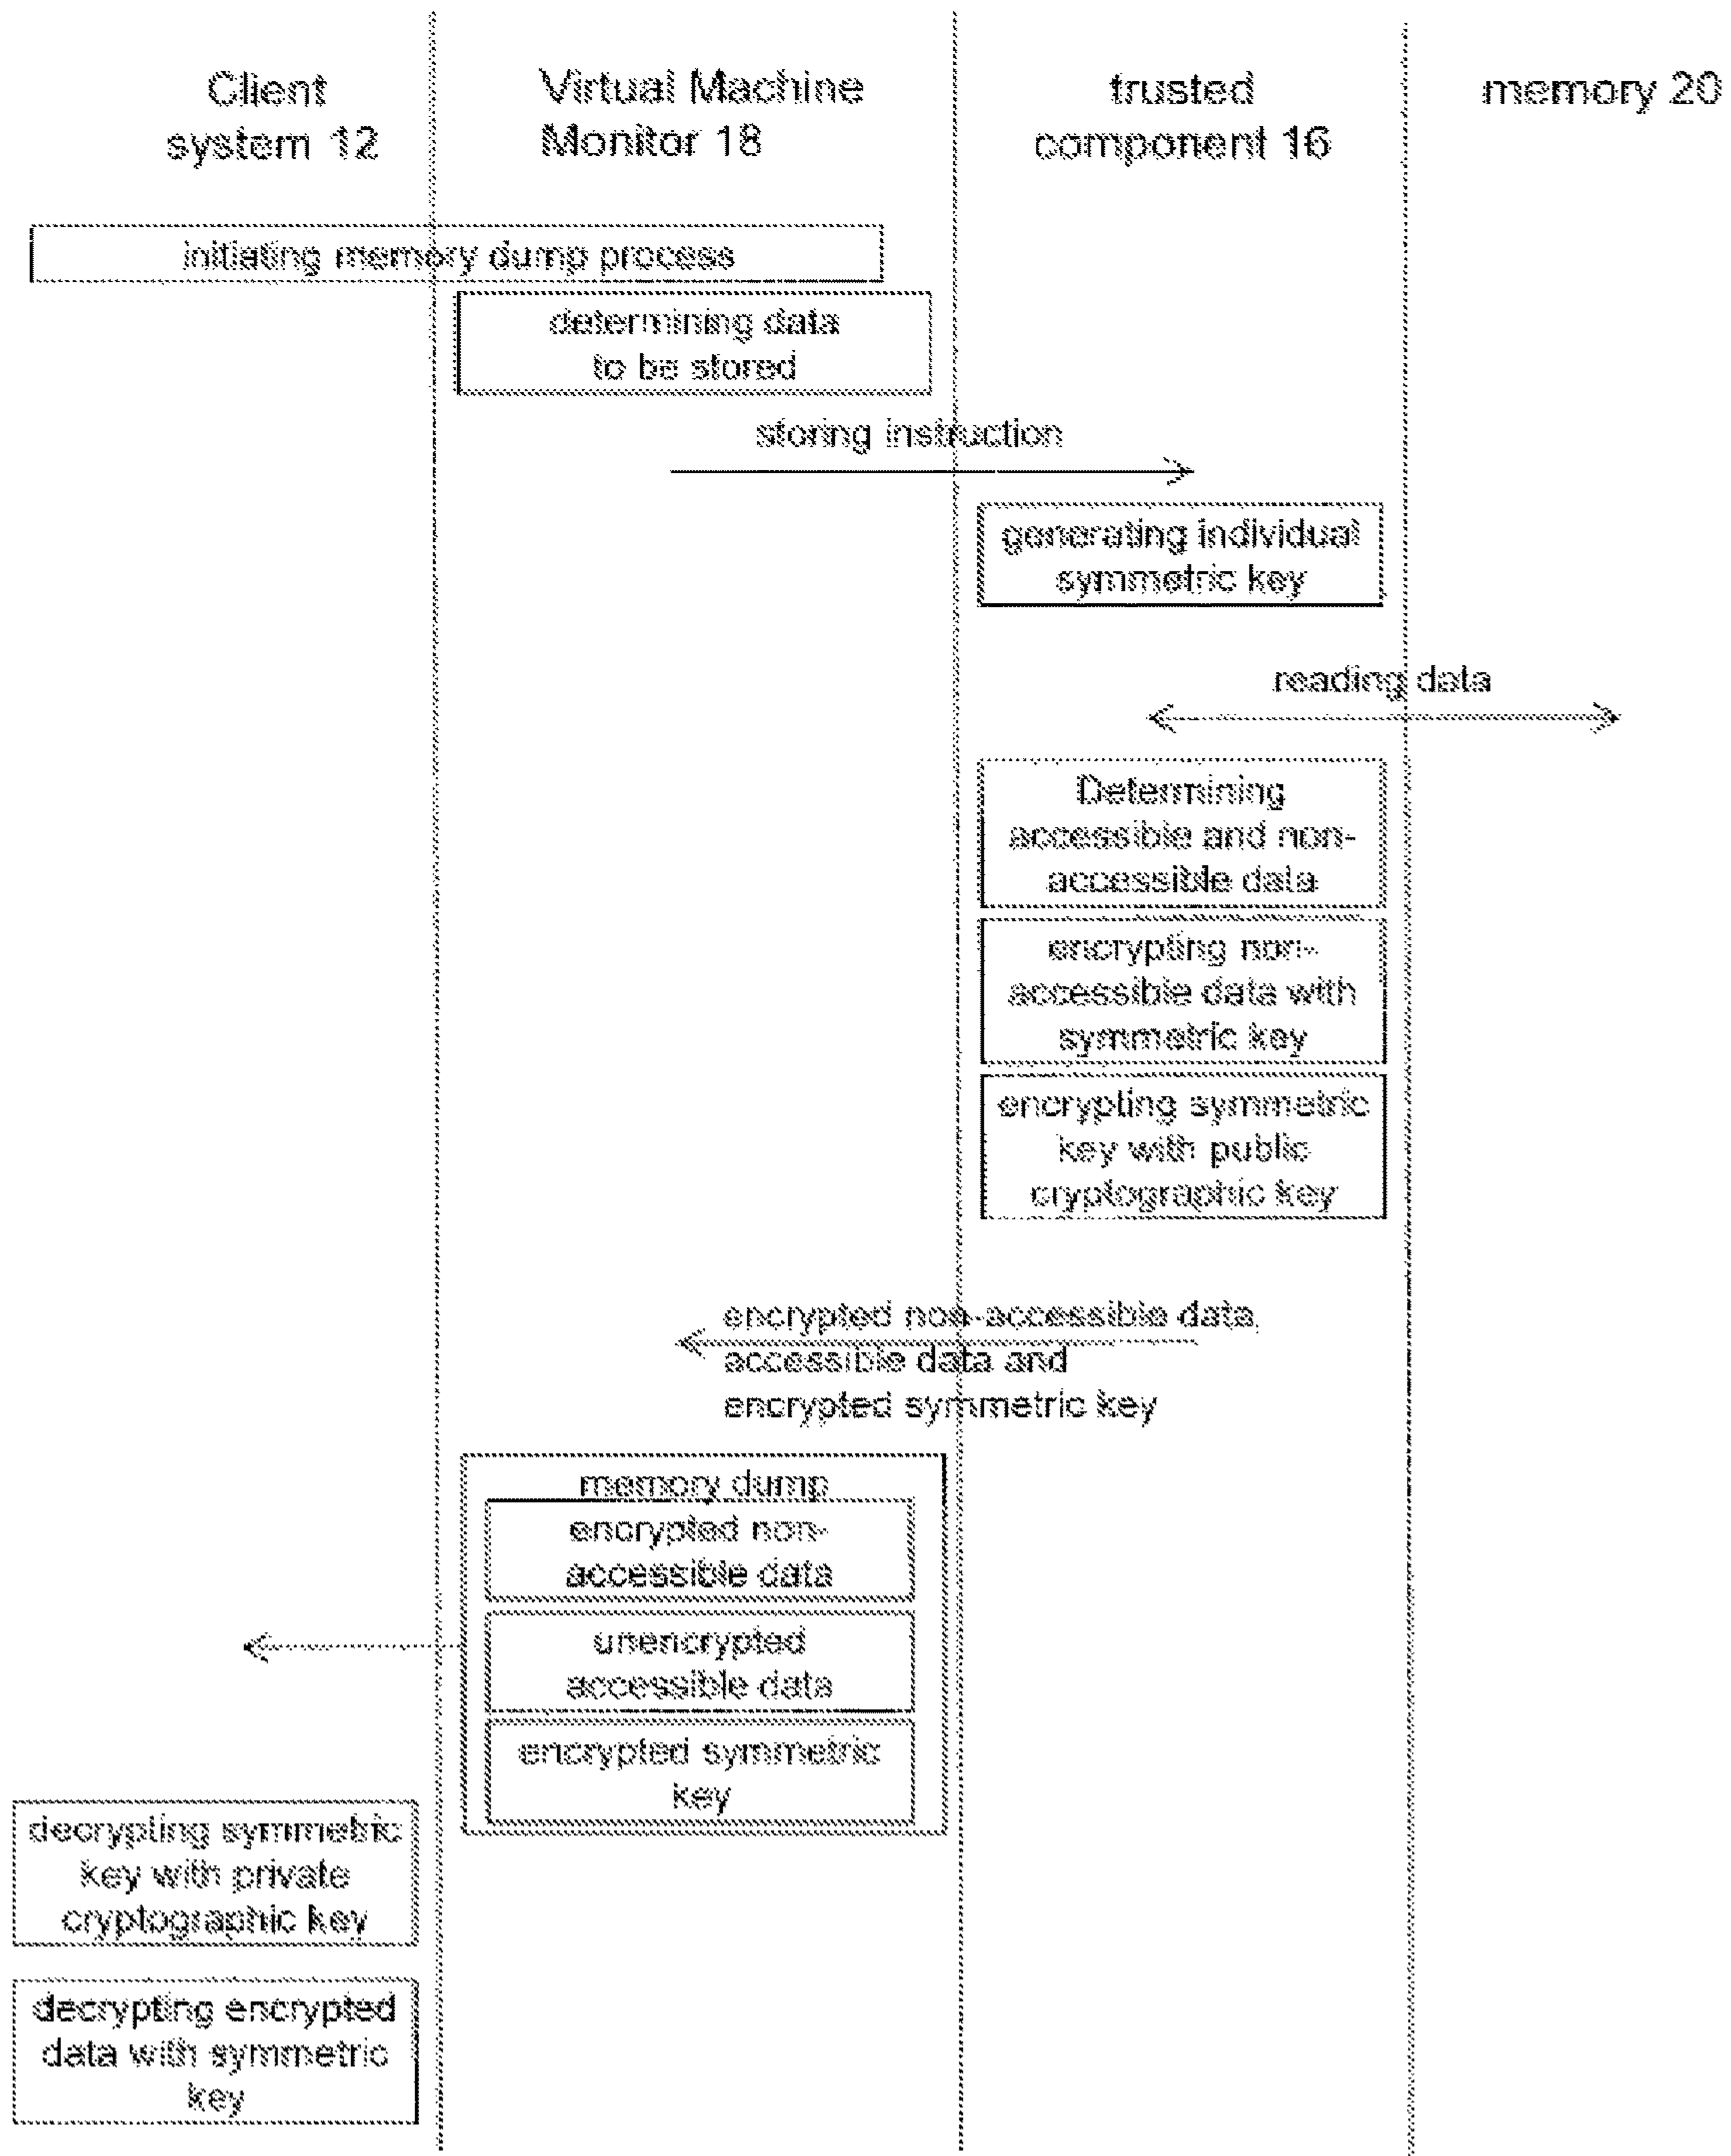 Client
system 12
Virtual Machine
Monitor 18
trusted
component 16
memory 20
initiating memory dump process
determining data
to be stored
storing instruction
generating individual
symmetric key
reading data
Determining
accessible and non-
accessible data
encrypting non-
accessible data with
symmetric key
encrypting symmetric
key with public
cryptographic key
encrypted non-accessible data,
accessible data and
encrypted symmetric key
memory dump
encrypted non-
accessible data
unencrypted
accessible data
encrypted symmetric
key
decrypting symmetric
key with private
cryptographic key
decrypting encrypted
data with symmetric
key